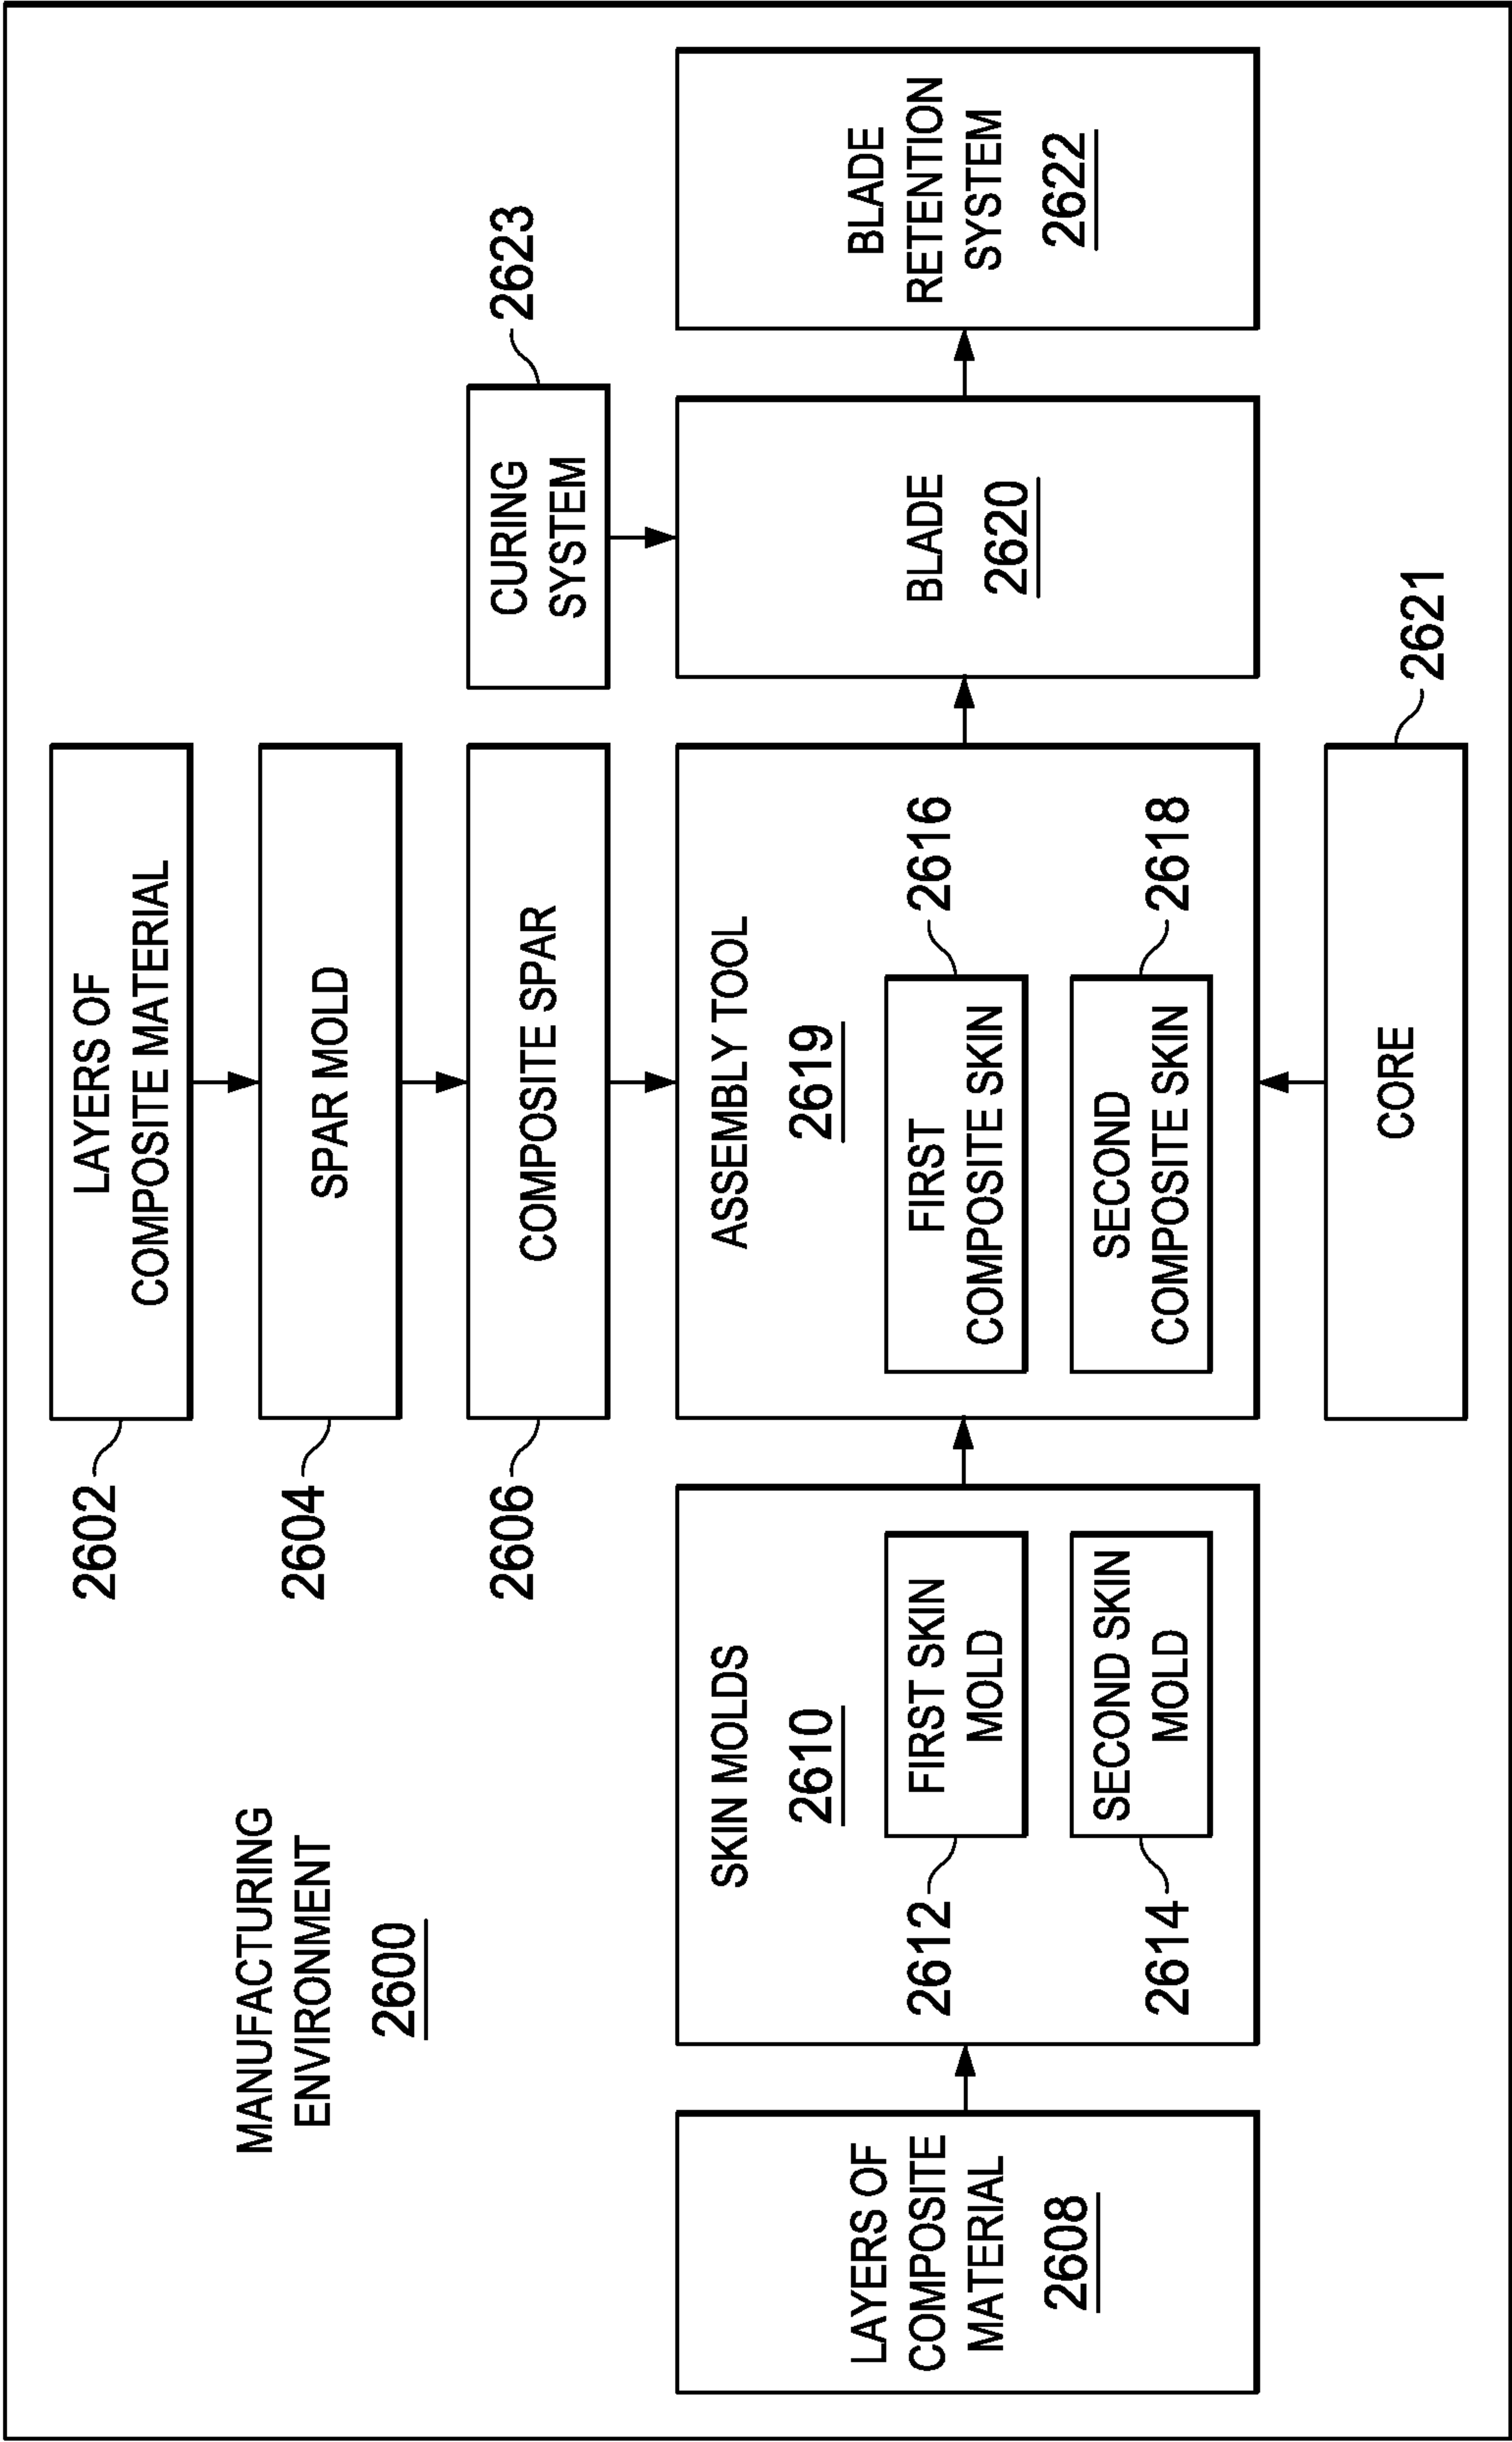 MANUFACTURING
ENVIRONMENT
2600
2602
LAYERS OF
COMPOSITE MATERIAL
2604
SPAR MOLD
2606
COMPOSITE SPAR
CURING
SYSTEM
2623
LAYERS OF
COMPOSITE
MATERIAL
2608
SKIN MOLDS
2610
2612
FIRST SKIN
MOLD
2614
SECOND SKIN
MOLD
ASSEMBLY TOOL
2619
FIRST
COMPOSITE SKIN
2616
SECOND
COMPOSITE SKIN
2618
BLADE
2620
BLADE
RETENTION
SYSTEM
2622
CORE
2621